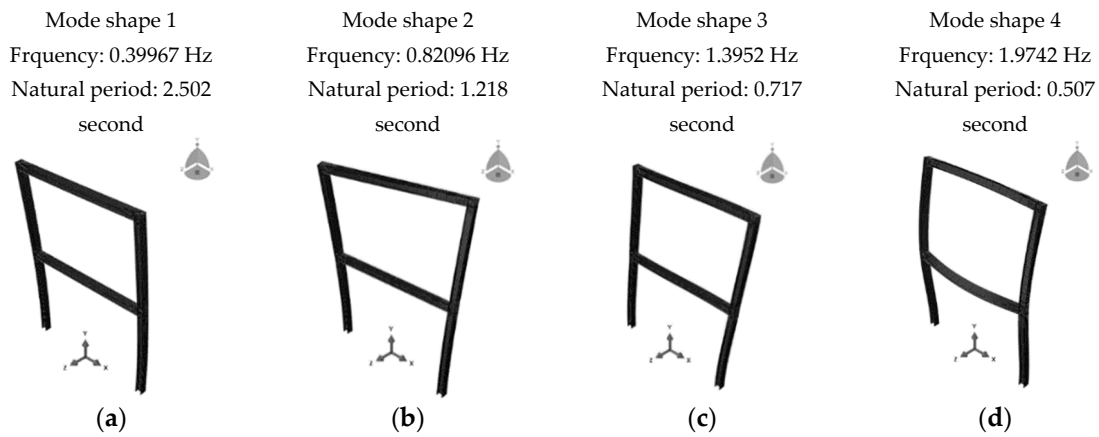 Mode shape 1
Frquency: 0.39967 Hz
Natural period: 2.502
second
Mode shape 2
Frquency: 0.82096 Hz
Natural period: 1.218
second
Mode shape 3
Frquency: 1.3952 Hz
Natural period: 0.717
second
Mode shape 4
Frquency: 1.9742 Hz
Natural period: 0.507
second
Y
Z
X
Y
Z
X
Y
Z
X
Y
Z
X
(a)
(b)
(c)
(d)